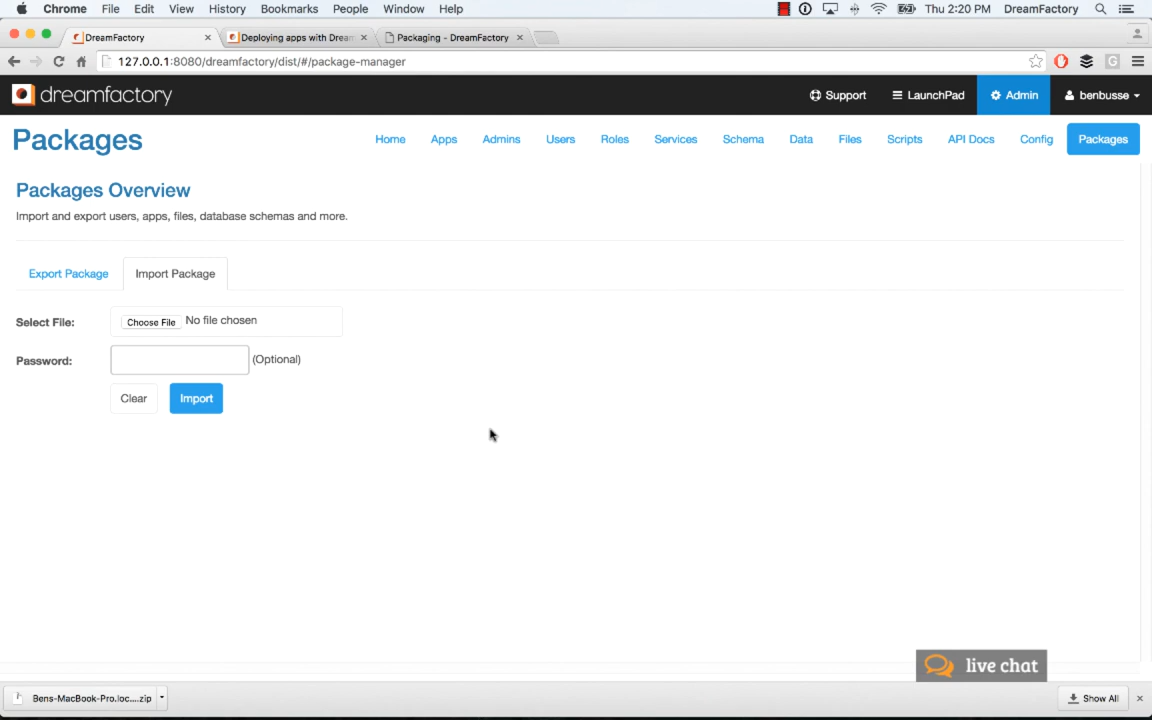 Chrome File Edit View History Bookmarks People Window Help Thu 2:20 PM DreamFactory
DreamFactory × Deploying apps with Dream × Packaging - DreamFactory ×
127.0.0.1:8080/dreamfactory/dist/#/package-manager
dreamfactory Support LaunchPad Admin benbusse
Packages Home Apps Admins Users Roles Services Schema Data Files Scripts API Docs Config Packages
Packages Overview
Import and export users, apps, files, database schemas and more.
Export Package Import Package
Select File: Choose File No file chosen
Password: (Optional)
Clear Import
live chat
Bens-MacBook-Pro.loc....zip Show All ×